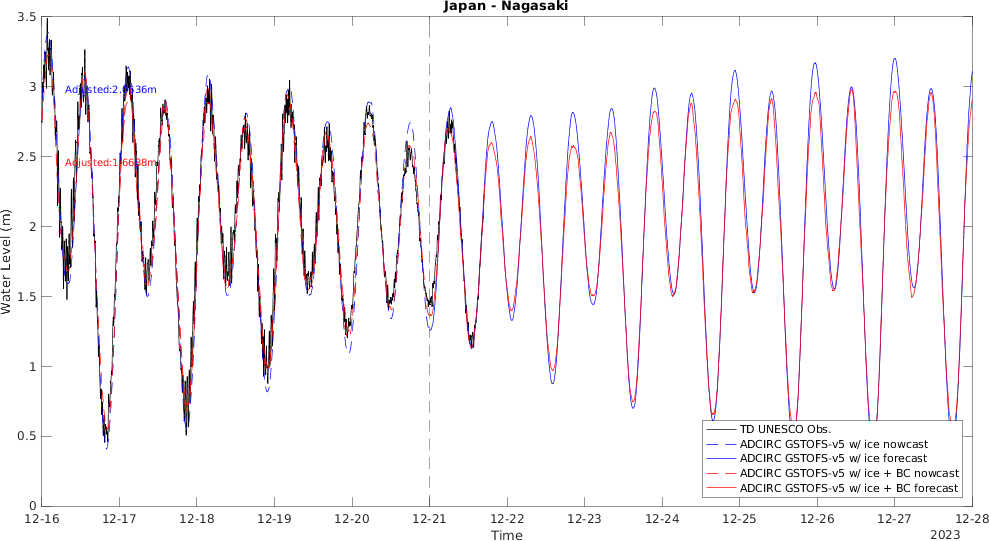 Japan - Nagasaki
3.5
3
2.5
2
1.5
1
0.5
0
Water Level (m)
Adjusted:2.0536m
Adjusted:1.6638m
TD UNESCO Obs.
ADCIRC GSTOFS-v5 w/ ice nowcast
ADCIRC GSTOFS-v5 w/ ice forecast
ADCIRC GSTOFS-v5 w/ ice + BC nowcast
ADCIRC GSTOFS-v5 w/ ice + BC forecast
12-16 12-17 12-18 12-19 12-20 12-21 12-22 12-23 12-24 12-25 12-26 12-27 12-28
Time
2023